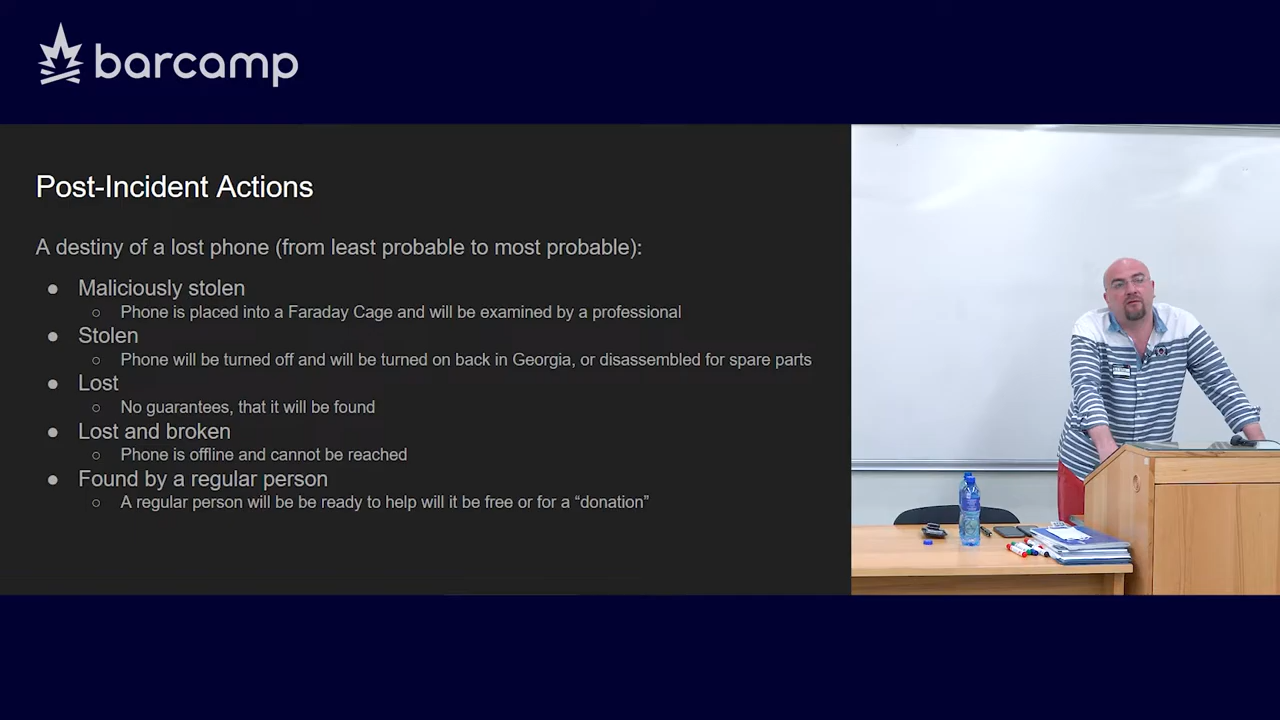 barcamp
Post-Incident Actions
A destiny of a lost phone (from least probable to most probable):
Maliciously stolen
Phone is placed into a Faraday Cage and will be examined by a professional
Stolen
Phone will be turned off and will be turned on back in Georgia, or disassembled for spare parts
Lost
No guarantees, that it will be found
Lost and broken
Phone is offline and cannot be reached
Found by a regular person
A regular person will be be ready to help will it be free or for a “donation”